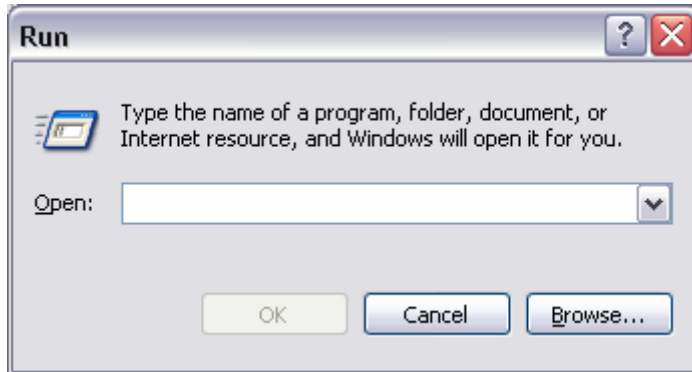 Run
?
Type the name of a program, folder, document, or
Internet resource, and Windows will open it for you.
Open:
OK
Cancel
Browse...